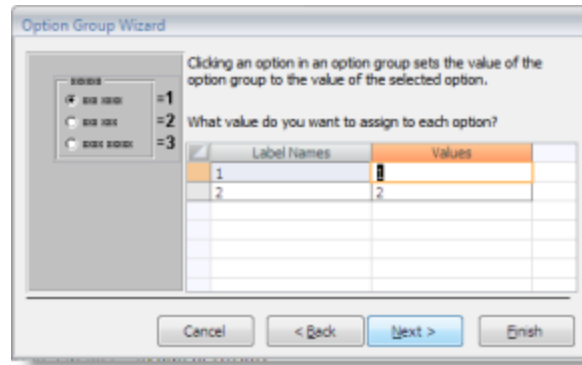 Option Group Wizard
Clicking an option in an option group sets the value of the
option group to the value of the selected option.
=1
=2
=3
What value do you want to assign to each option?
Label Names Values
1 1
2 2
Cancel < Back Next > Finish